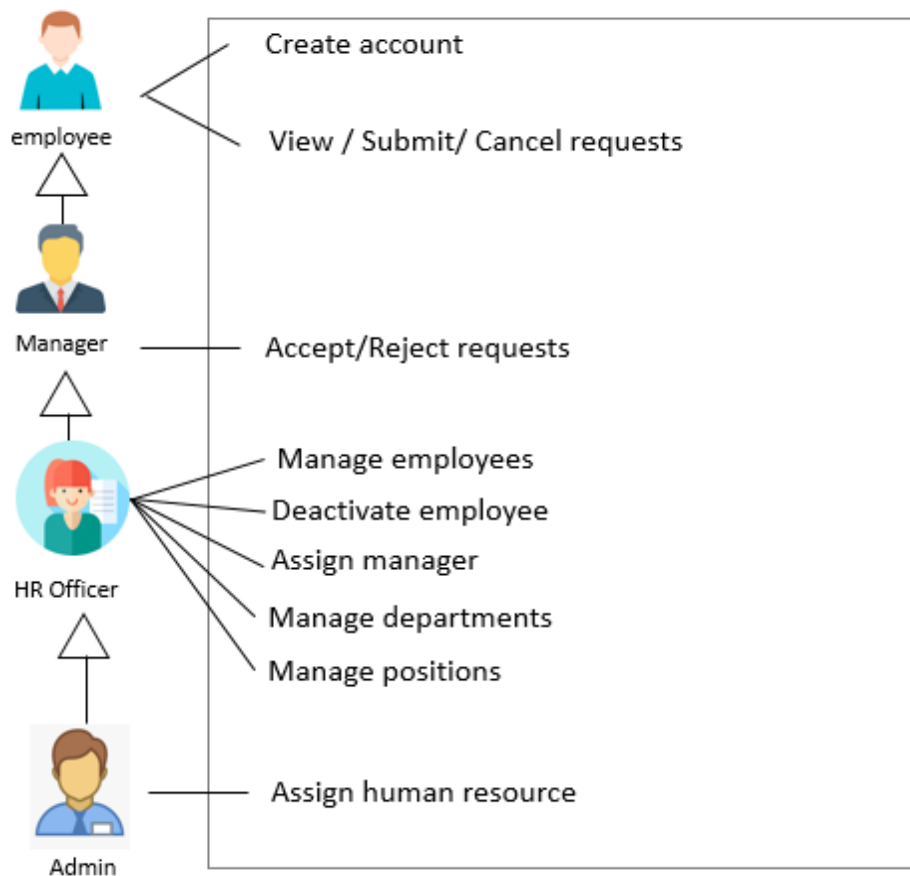 Create account
employee
View / Submit/ Cancel requests
Manager
Accept/Reject requests
Manage employees
Deactivate employee
Assign manager
HR Officer
Manage departments
Manage positions
Assign human resource
Admin